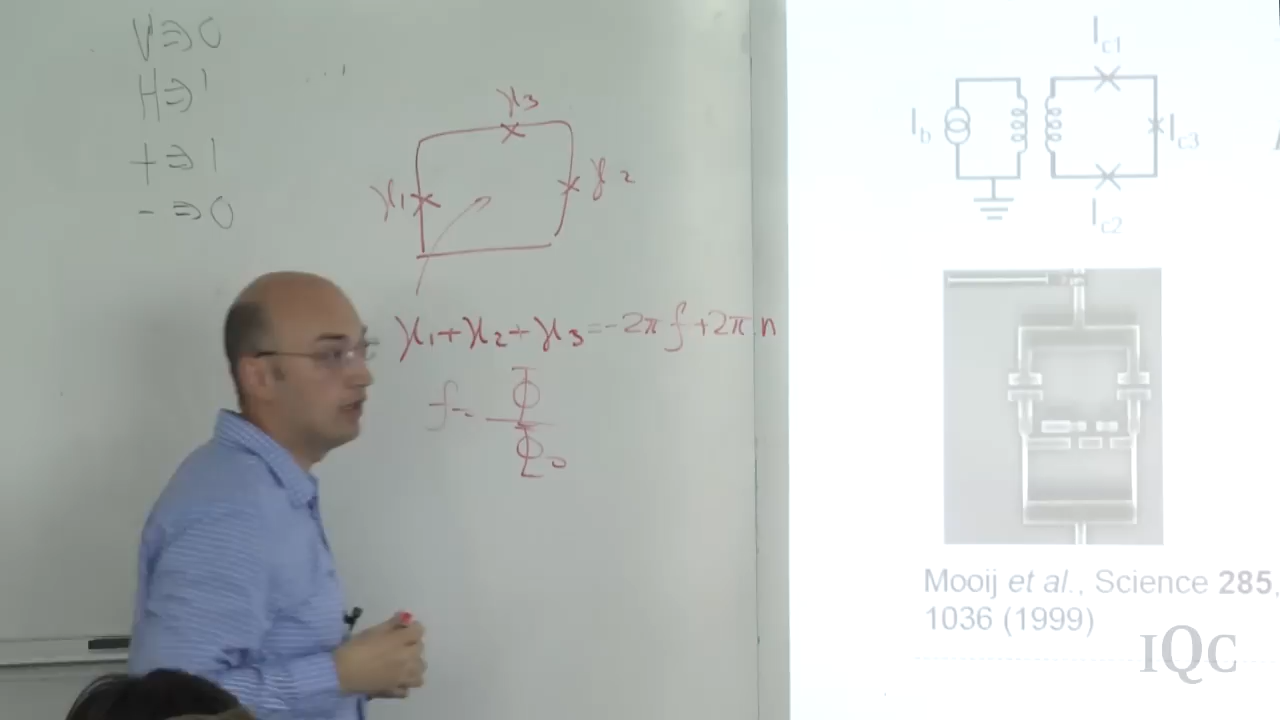 V⇒0
H⇒1
+⇒1
-⇒0
...
γ3
γ1
γ2
γ1+γ2+γ3=-2π f+2π n
f=Φ/Φ0
Ic1
Ib
Ic3
Ic2
Mooij et al., Science 285,
1036 (1999)
IQC